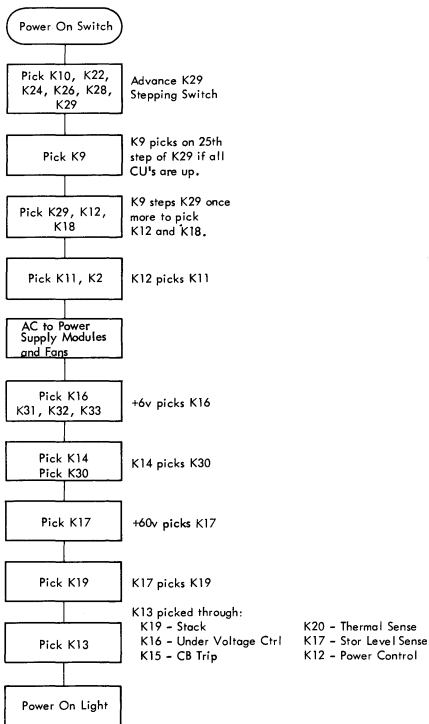 Power On Switch
Pick K10, K22,
K24, K26, K28,
K29
Advance K29
Stepping Switch
Pick K9
K9 picks on 25th
step of K29 if all
CU's are up.
Pick K29, K12,
K18
K9 steps K29 once
more to pick
K12 and K18.
Pick K11, K2
K12 picks K11
AC to Power
Supply Modules
and Fans
Pick K16
K31, K32, K33
+6v picks K16
Pick K14
Pick K30
K14 picks K30
Pick K17
+60v picks K17
Pick K19
K17 picks K19
Pick K13
K13 picked through:
K19 - Stack
K16 - Under Voltage Ctrl
K15 - CB Trip
K20 - Thermal Sense
K17 - Stor Level Sense
K12 - Power Control
Power On Light